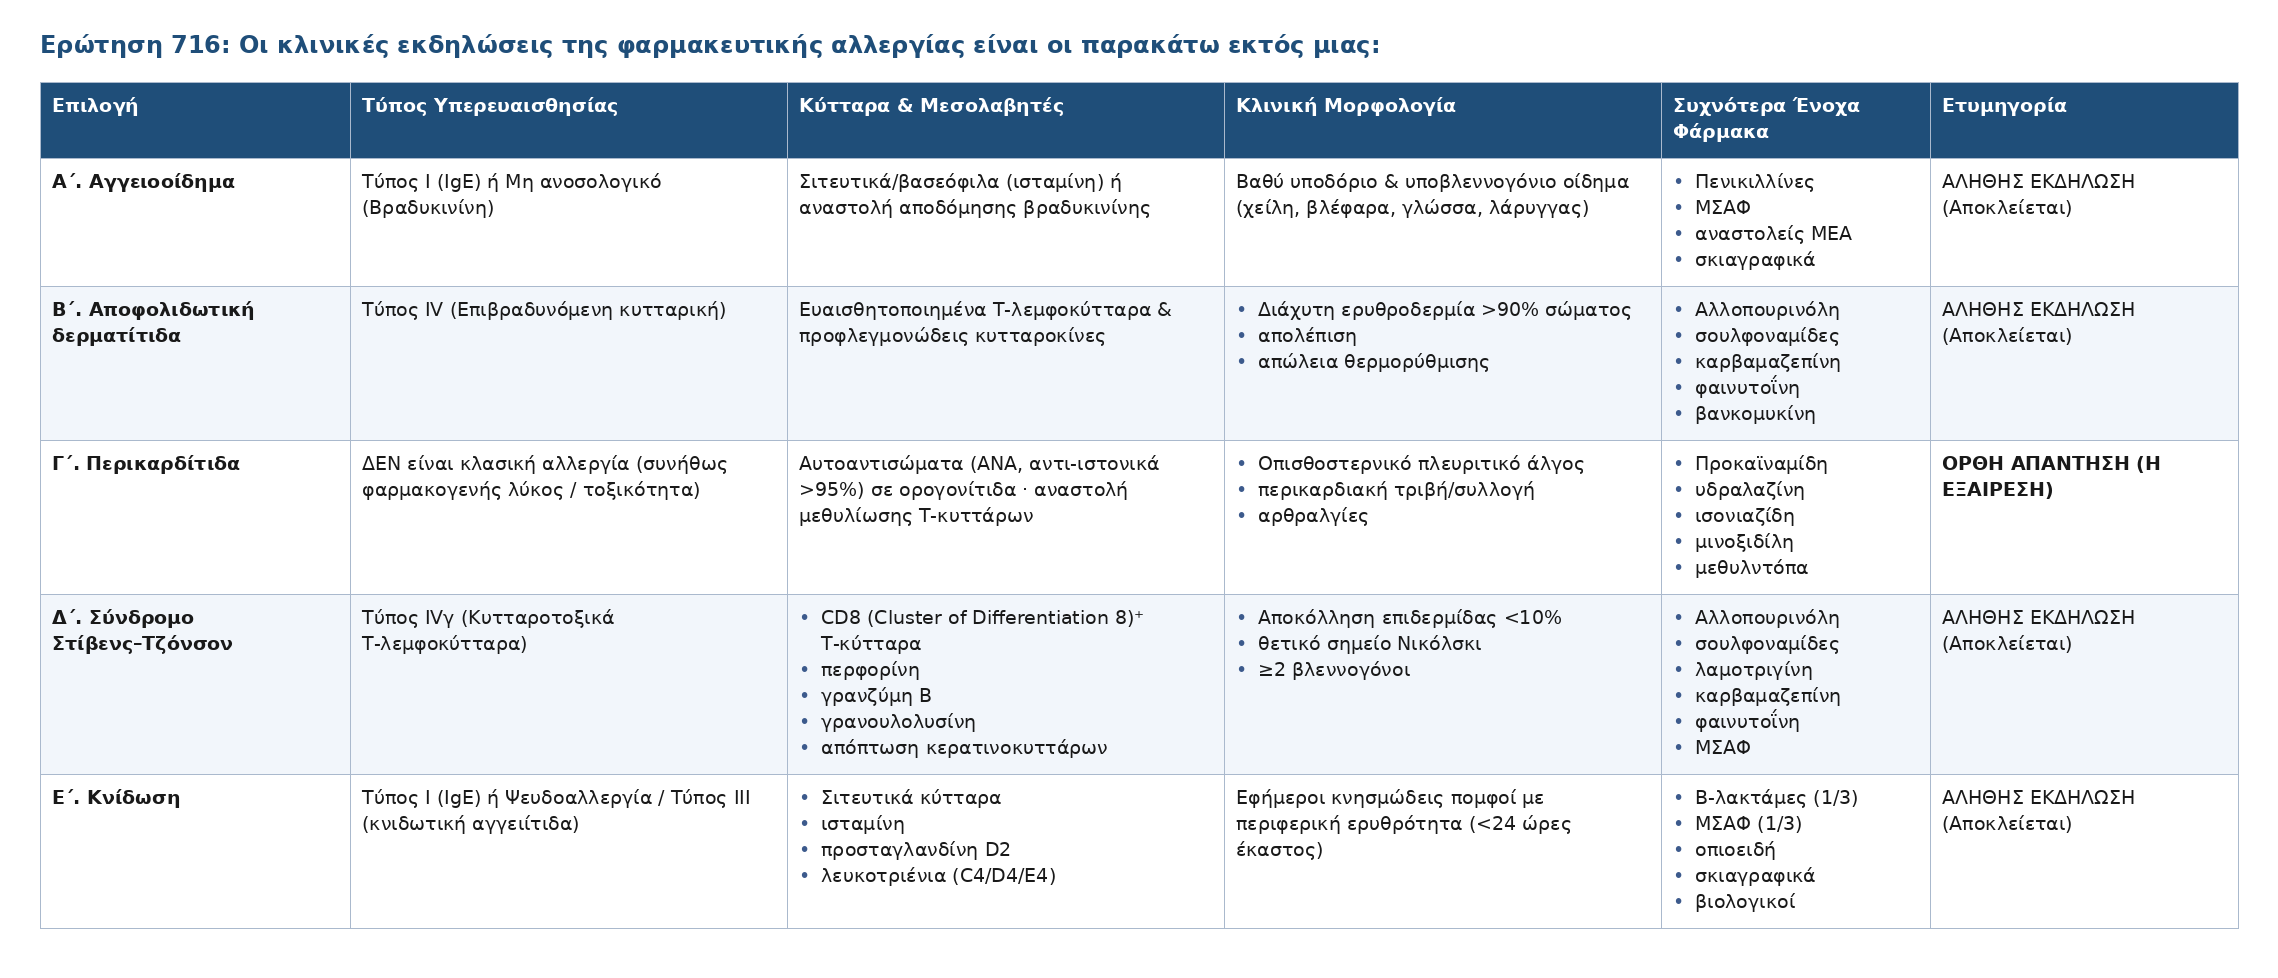 Ερώτηση 716: Οι κλινικές εκδηλώσεις της φαρμακευτικής αλλεργίας είναι οι παρακάτω εκτός μιας:
Επιλογή
Τύπος Υπερευαισθησίας
Κύτταρα & Μεσολαβητές
Κλινική Μορφολογία
Συχνότερα Ένοχα
Φάρμακα
Ετυμηγορία
Α΄. Αγγειοοίδημα
Τύπος I (IgE) ή Μη ανοσολογικό
(Βραδυκινίνη)
Σιτευτικά/βασεόφιλα (ισταμίνη) ή
αναστολή αποδόμησης βραδυκινίνης
Βαθύ υποδόριο & υποβλεννογόνιο οίδημα
(χείλη, βλέφαρα, γλώσσα, λάρυγγας)
• Πενικιλλίνες
• ΜΣΑΦ
• αναστολείς ΜΕΑ
• σκιαγραφικά
ΑΛΗΘΗΣ ΕΚΔΗΛΩΣΗ
(Αποκλείεται)
Β΄. Αποφολιδωτική
δερματίτιδα
Τύπος IV (Επιβραδυνόμενη κυτταρική)
Ευαισθητοποιημένα Τ-λεμφοκύτταρα &
προφλεγμονώδεις κυτταροκίνες
• Διάχυτη ερυθροδερμία >90% σώματος
• απολέπιση
• απώλεια θερμορύθμισης
• Αλλοπουρινόλη
• σουλφοναμίδες
• καρβαμαζεπίνη
• φαινυτοΐνη
• βανκομυκίνη
ΑΛΗΘΗΣ ΕΚΔΗΛΩΣΗ
(Αποκλείεται)
Γ΄. Περικαρδίτιδα
ΔΕΝ είναι κλασική αλλεργία (συνήθως
φαρμακογενής λύκος / τοξικότητα)
Αυτοαντισώματα (ANA, αντι-ιστονικά
>95%) σε ορογονίτιδα · αναστολή
μεθυλίωσης Τ-κυττάρων
• Οπισθοστερνικό πλευριτικό άλγος
• περικαρδιακή τριβή/συλλογή
• αρθραλγίες
• Προκαϊναμίδη
• υδραλαζίνη
• ισονιαζίδη
• μινοξιδίλη
• μεθυλντόπα
ΟΡΘΗ ΑΠΑΝΤΗΣΗ (Η
ΕΞΑΙΡΕΣΗ)
Δ΄. Σύνδρομο
Στίβενς–Τζόνσον
Τύπος IVγ (Κυτταροτοξικά
Τ-λεμφοκύτταρα)
• CD8 (Cluster of Differentiation 8)⁺
Τ-κύτταρα
• περφορίνη
• γρανζύμη Β
• γρανουλολυσίνη
• απόπτωση κερατινοκυττάρων
• Αποκόλληση επιδερμίδας <10%
• θετικό σημείο Νικόλσκι
• ≥2 βλεννογόνοι
• Αλλοπουρινόλη
• σουλφοναμίδες
• λαμοτριγίνη
• καρβαμαζεπίνη
• φαινυτοΐνη
• ΜΣΑΦ
ΑΛΗΘΗΣ ΕΚΔΗΛΩΣΗ
(Αποκλείεται)
Ε΄. Κνίδωση
Τύπος I (IgE) ή Ψευδοαλλεργία / Τύπος III
(κνιδωτική αγγειίτιδα)
• Σιτευτικά κύτταρα
• ισταμίνη
• προσταγλανδίνη D2
• λευκοτριένια (C4/D4/E4)
Εφήμεροι κνησμώδεις πομφοί με
περιφερική ερυθρότητα (<24 ώρες
έκαστος)
• Β-λακτάμες (1/3)
• ΜΣΑΦ (1/3)
• οπιοειδή
• σκιαγραφικά
• βιολογικοί
ΑΛΗΘΗΣ ΕΚΔΗΛΩΣΗ
(Αποκλείεται)